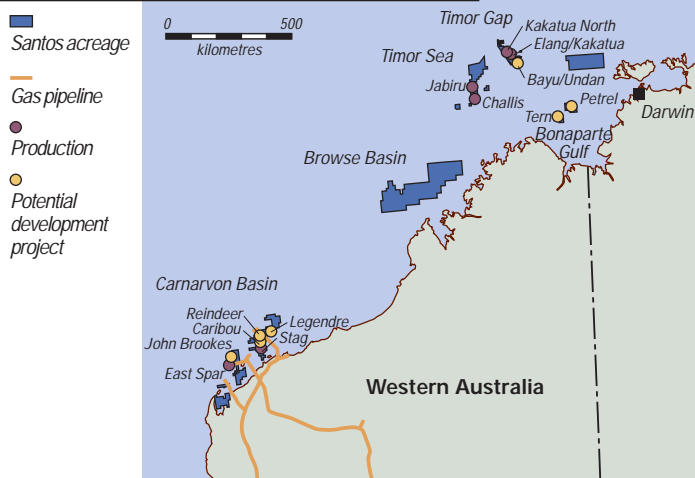 Santos acreage
Gas pipeline
Production
Potential
development
project
0 500
kilometres
Timor Gap
Kakatua North
Elang/Kakatua
Timor Sea
Bayu/Undan
Jabiru
Challis
Petrel
Tern
Darwin
Bonaparte
Gulf
Browse Basin
Carnarvon Basin
Reindeer
Legendre
Caribou
Stag
John Brookes
East Spar
Western Australia